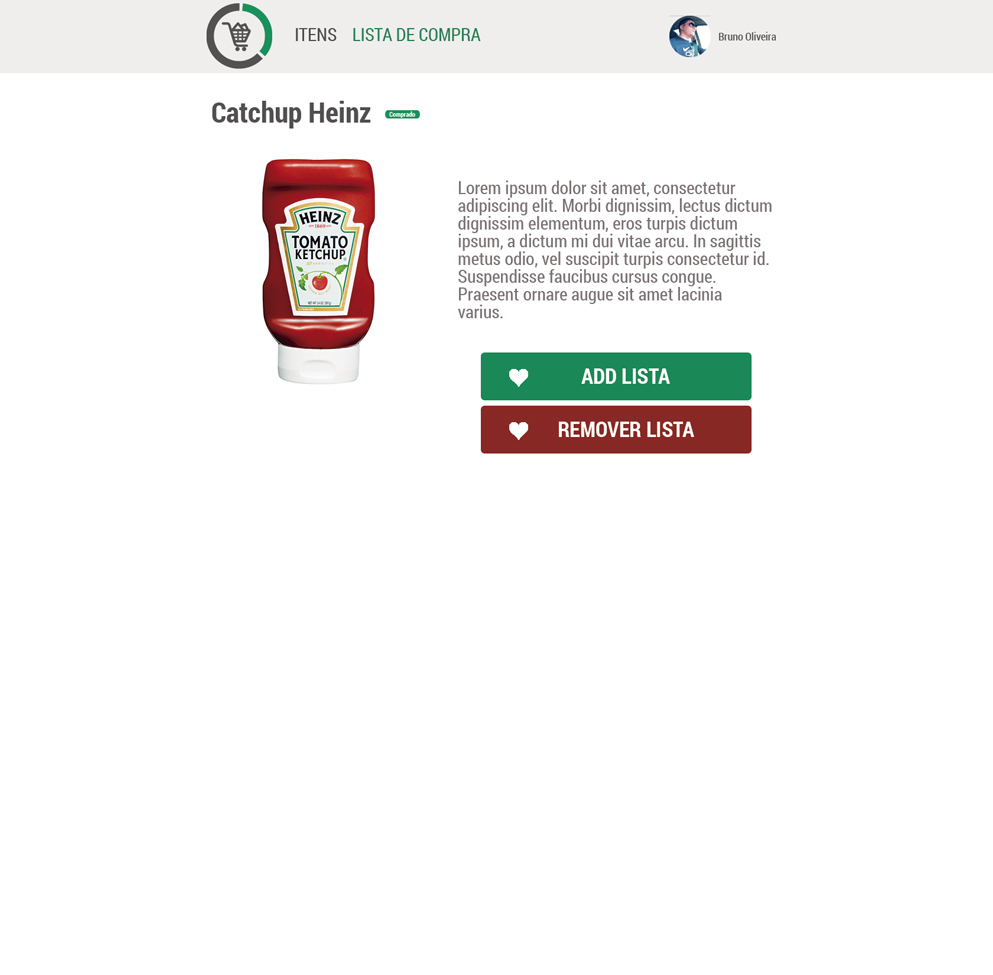 ITENS LISTA DE COMPRA
Bruno Oliveira
Catchup Heinz
Comprado
HEINZ
TOMATO
KETCHUP
Lorem ipsum dolor sit amet, consectetur
adipiscing elit. Morbi dignissim, lectus dictum
dignissim elementum, eros turpis dictum
ipsum, a dictum mi dui vitae arcu. In sagittis
metus odio, vel suscipit turpis consectetur id.
Suspendisse faucibus cursus congue.
Praesent ornare augue sit amet lacinia
varius.
ADD LISTA
REMOVER LISTA